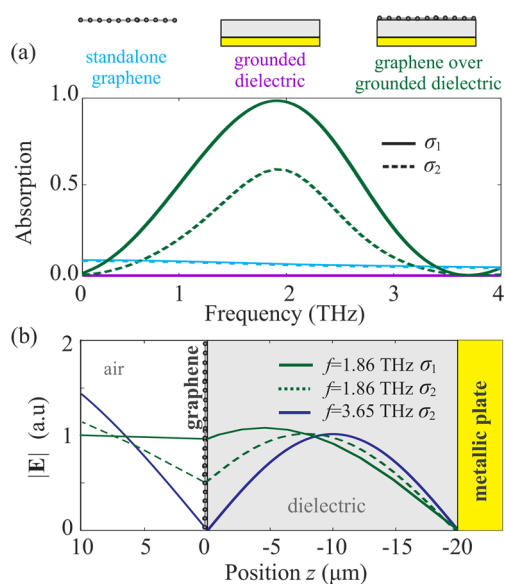 (a)
standalone
graphene
grounded
dielectric
graphene over
grounded dielectric
Absorption
1.0
0.5
0.0
σ1
σ2
0 1 2 3 4
Frequency (THz)
(b)
|E| (a.u)
2
1
0
air
graphene
f=1.86 THz σ1
f=1.86 THz σ2
f=3.65 THz σ2
dielectric
metallic plate
10 5 0 -5 -10 -15 -20
Position z (μm)